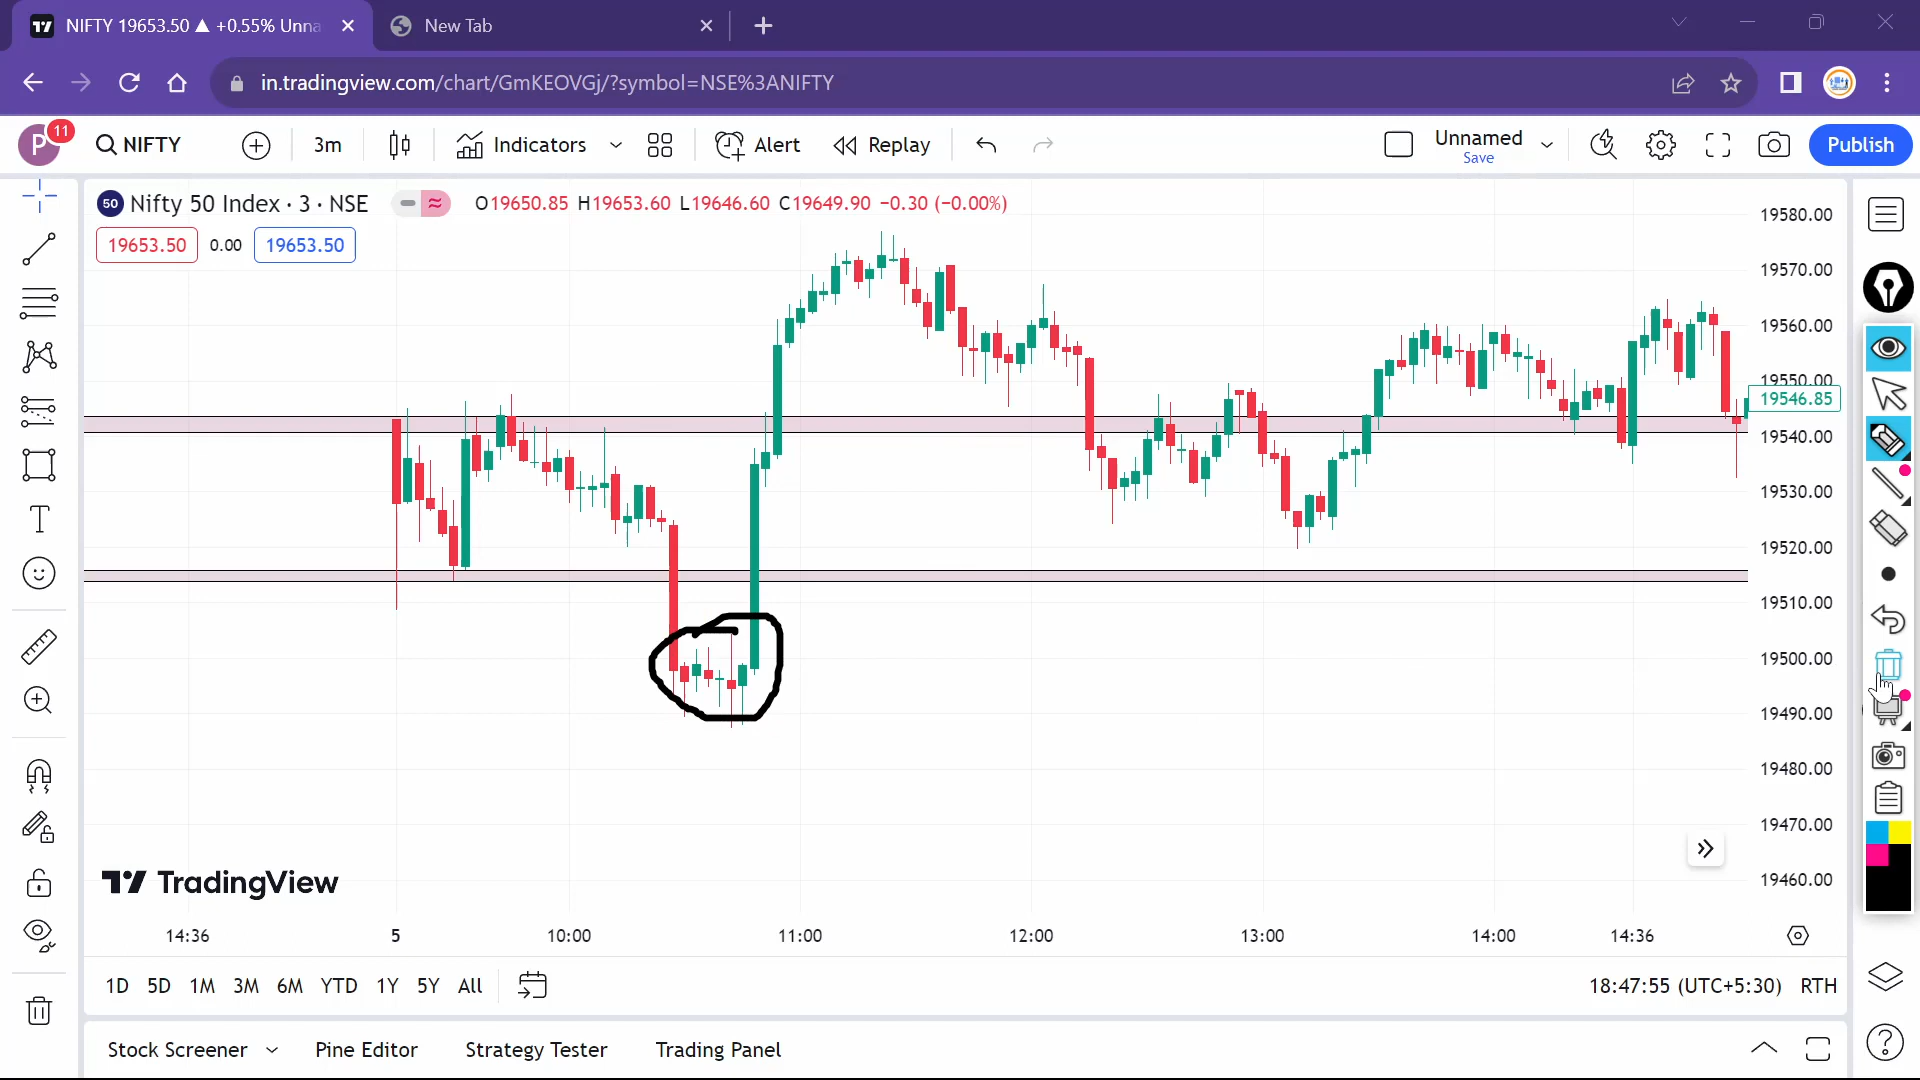 NIFTY 19653.50 ▲ +0.55% Unna
New Tab
in.tradingview.com/chart/GmKEOVGj/?symbol=NSE%3ANIFTY
P 11
NIFTY
3m
Indicators
Alert
Replay
Unnamed
Save
Publish
50 Nifty 50 Index · 3 · NSE
O19650.85 H19653.60 L19646.60 C19649.90 −0.30 (−0.00%)
19653.50 0.00 19653.50
19580.00
19570.00
19560.00
19550.00
19546.85
19540.00
19530.00
19520.00
19510.00
19500.00
19490.00
19480.00
19470.00
19460.00
TradingView
14:36 5 10:00 11:00 12:00 13:00 14:00 14:36
1D 5D 1M 3M 6M YTD 1Y 5Y All
18:47:55 (UTC+5:30) RTH
Stock Screener Pine Editor Strategy Tester Trading Panel